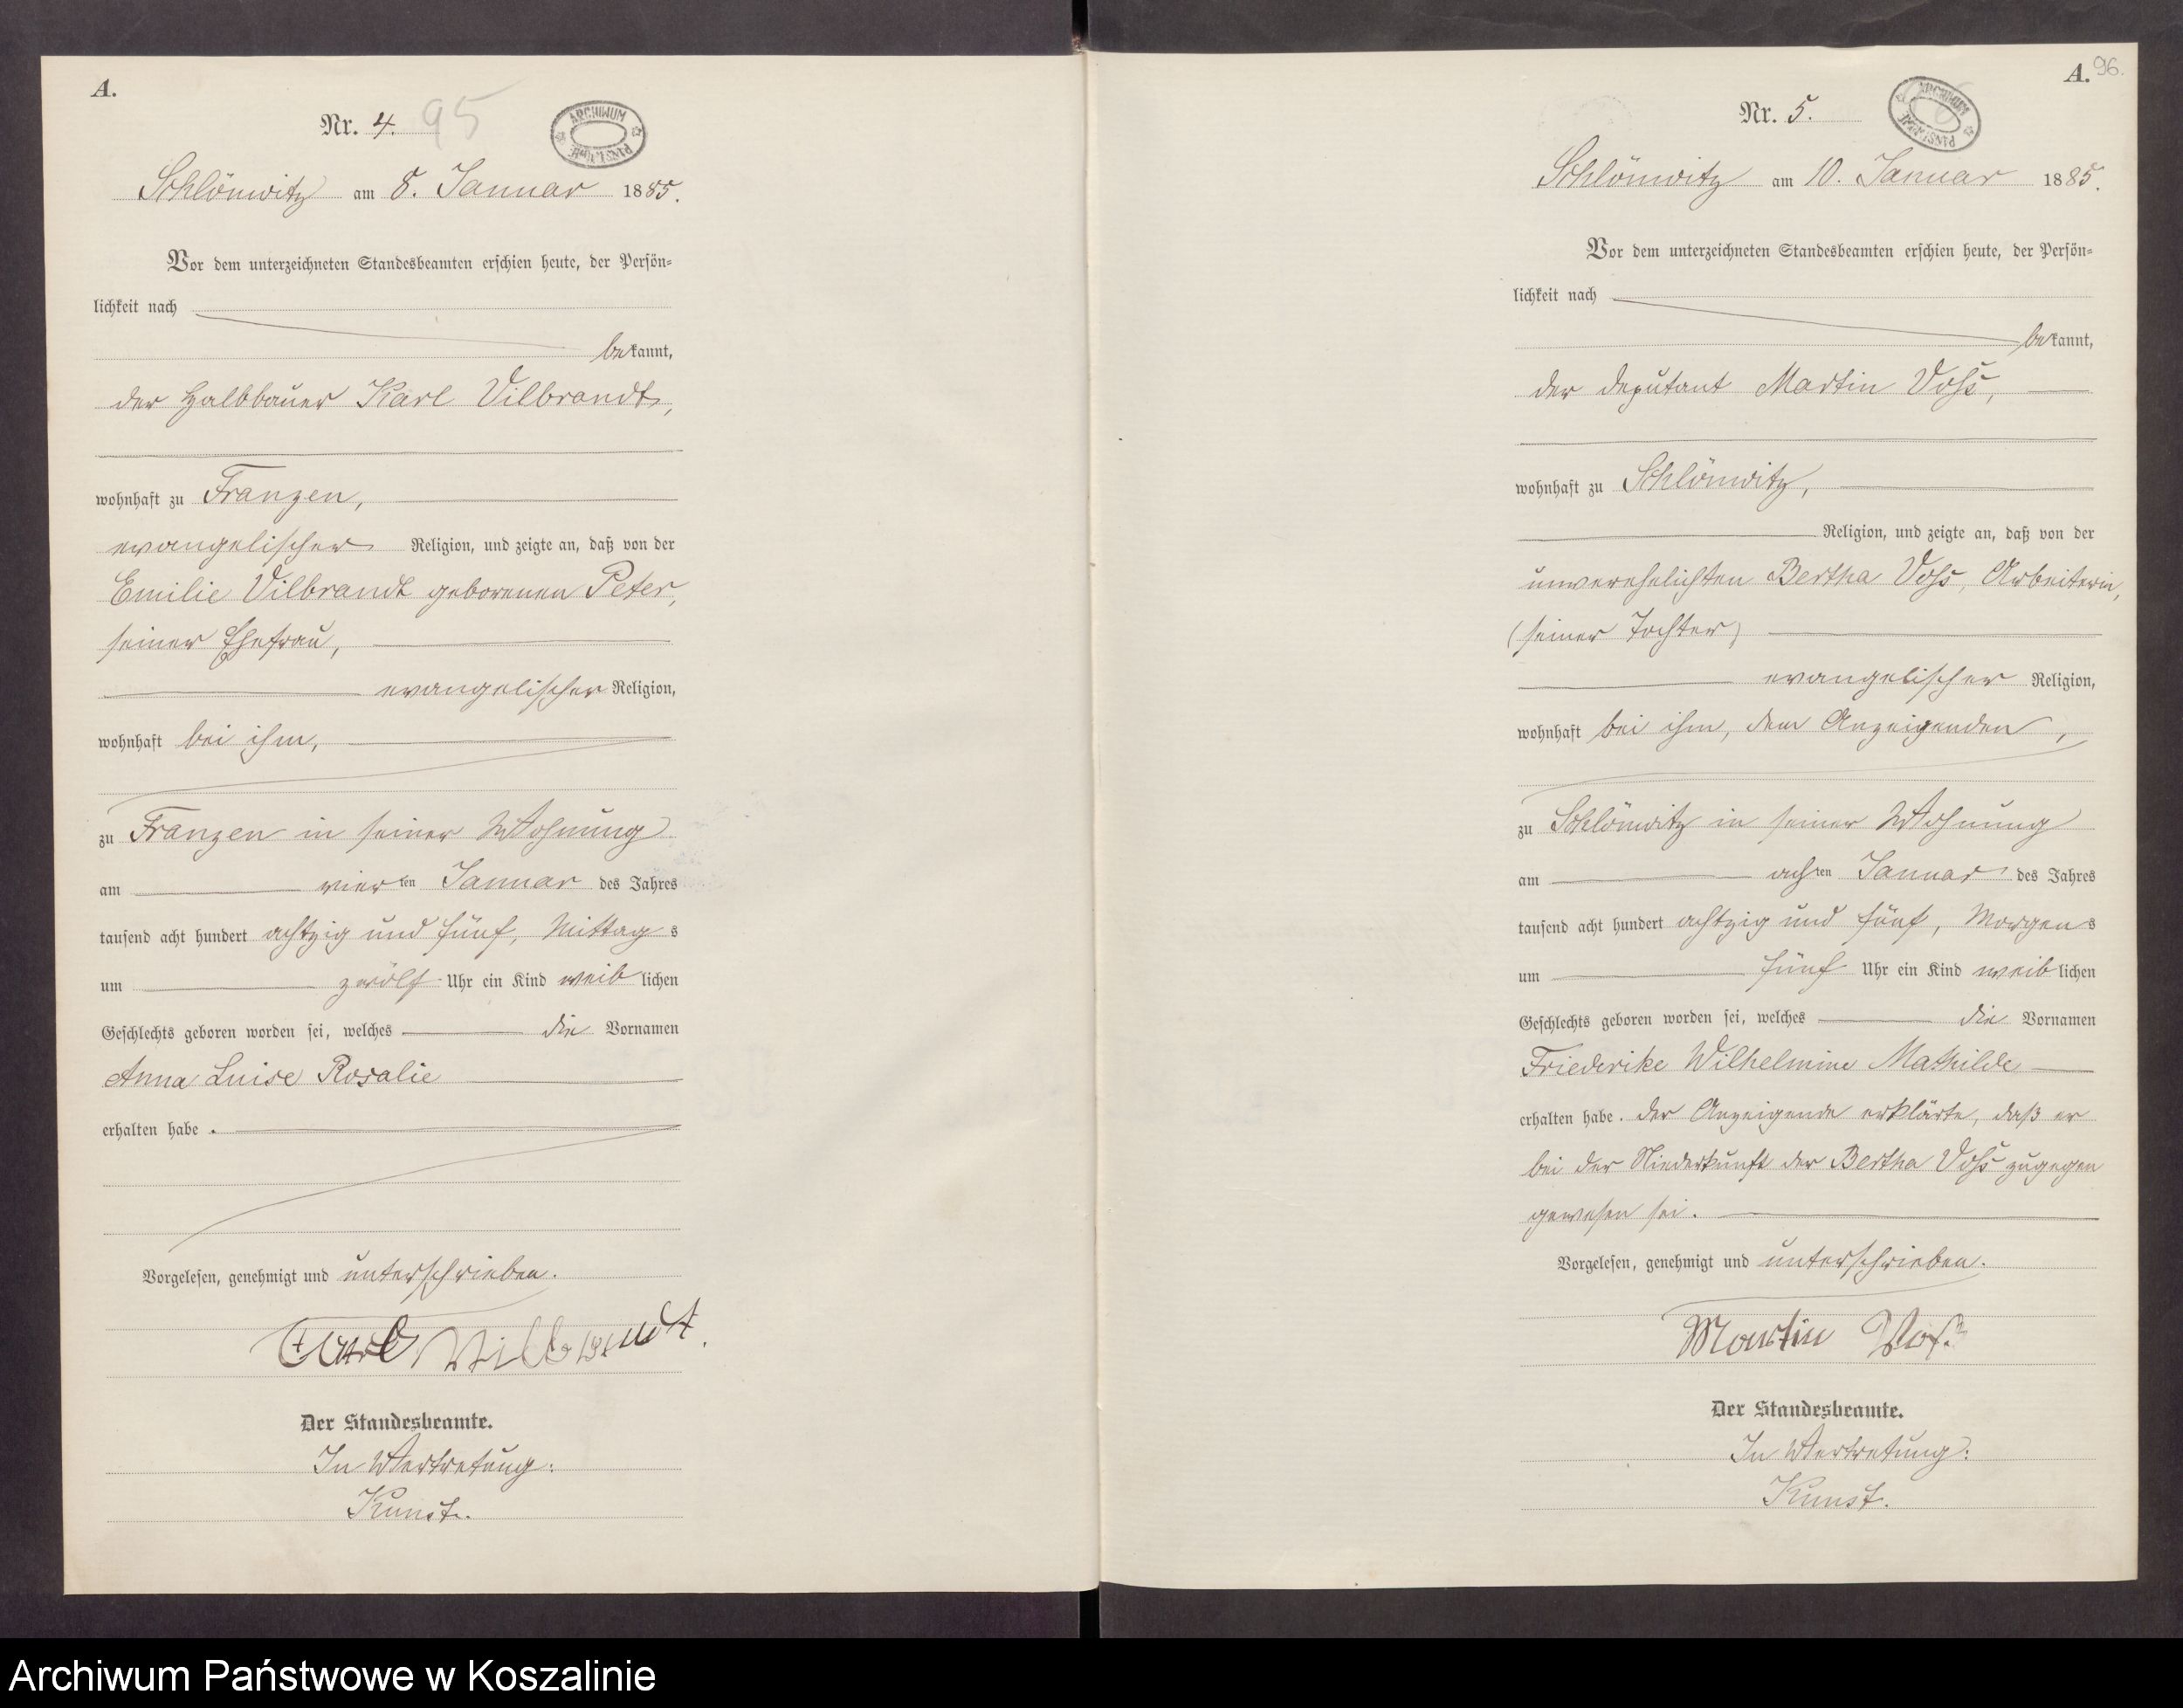 A.
Nr. 4. 95
ARCHIWUM
Schlönwitz am 8. Januar 1885.
Vor dem unterzeichneten Standesbeamten erschien heute, der Persön-
lichkeit nach
bekannt,
der Halbbauer Karl Vilbrandt,
wohnhaft zu Franzen,
evangelischer Religion, und zeigte an, daß von der
Emilie Vilbrandt geborenen Peter,
seiner Ehefrau,
evangelischer Religion,
wohnhaft bei ihm,
zu Franzen in seiner Wohnung
am vierten Januar des Jahres
tausend acht hundert achtzig und fünf, Mittags
um zwölf Uhr ein Kind weiblichen
Geschlechts geboren worden sei, welches die Vornamen
Anna Luise Rosalie
erhalten habe.
Vorgelesen, genehmigt und unterschrieben.
Carl Vilbrandt.
Der Standesbeamte.
In Vertretung:
Kunst.
A. 96.
Nr. 5.
ARCHIWUM
Schlönwitz am 10. Januar 1885.
Vor dem unterzeichneten Standesbeamten erschien heute, der Persön-
lichkeit nach
bekannt,
der Deputant Martin Voß,
wohnhaft zu Schlönwitz,
Religion, und zeigte an, daß von der
unverehelichten Bertha Voß, Arbeiterin,
(seiner Tochter)
evangelischer Religion,
wohnhaft bei ihm, dem Anzeigenden,
zu Schlönwitz in seiner Wohnung
am achten Januar des Jahres
tausend acht hundert achtzig und fünf, Morgens
um fünf Uhr ein Kind weiblichen
Geschlechts geboren worden sei, welches die Vornamen
Friederike Wilhelmine Mathilde
erhalten habe. Der Anzeigende erklärte, daß er
bei der Niederkunft der Bertha Voß zugegen
gewesen sei.
Vorgelesen, genehmigt und unterschrieben.
Martin Voß
Der Standesbeamte.
In Vertretung:
Kunst.
Archiwum Państwowe w Koszalinie